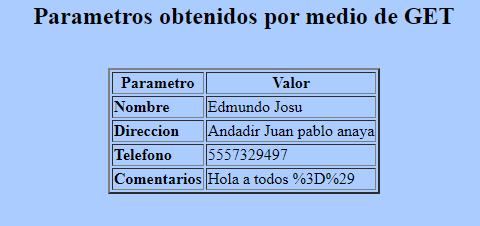 Parametros obtenidos por medio de GET
Parametro Valor
Nombre Edmundo Josu
Direccion Andadir Juan pablo anaya
Telefono 5557329497
Comentarios Hola a todos %3D%29